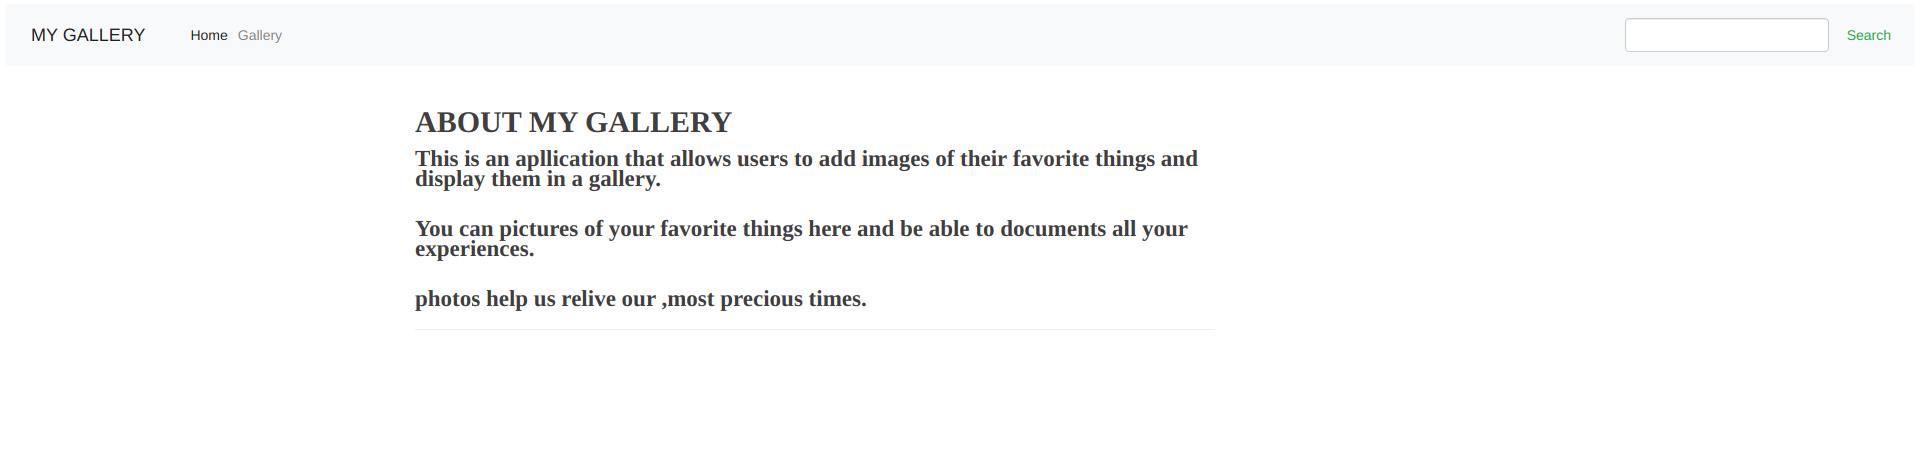 MY GALLERY Home Gallery Search
ABOUT MY GALLERY
This is an apllication that allows users to add images of their favorite things and
display them in a gallery.
You can pictures of your favorite things here and be able to documents all your
experiences.
photos help us relive our ,most precious times.